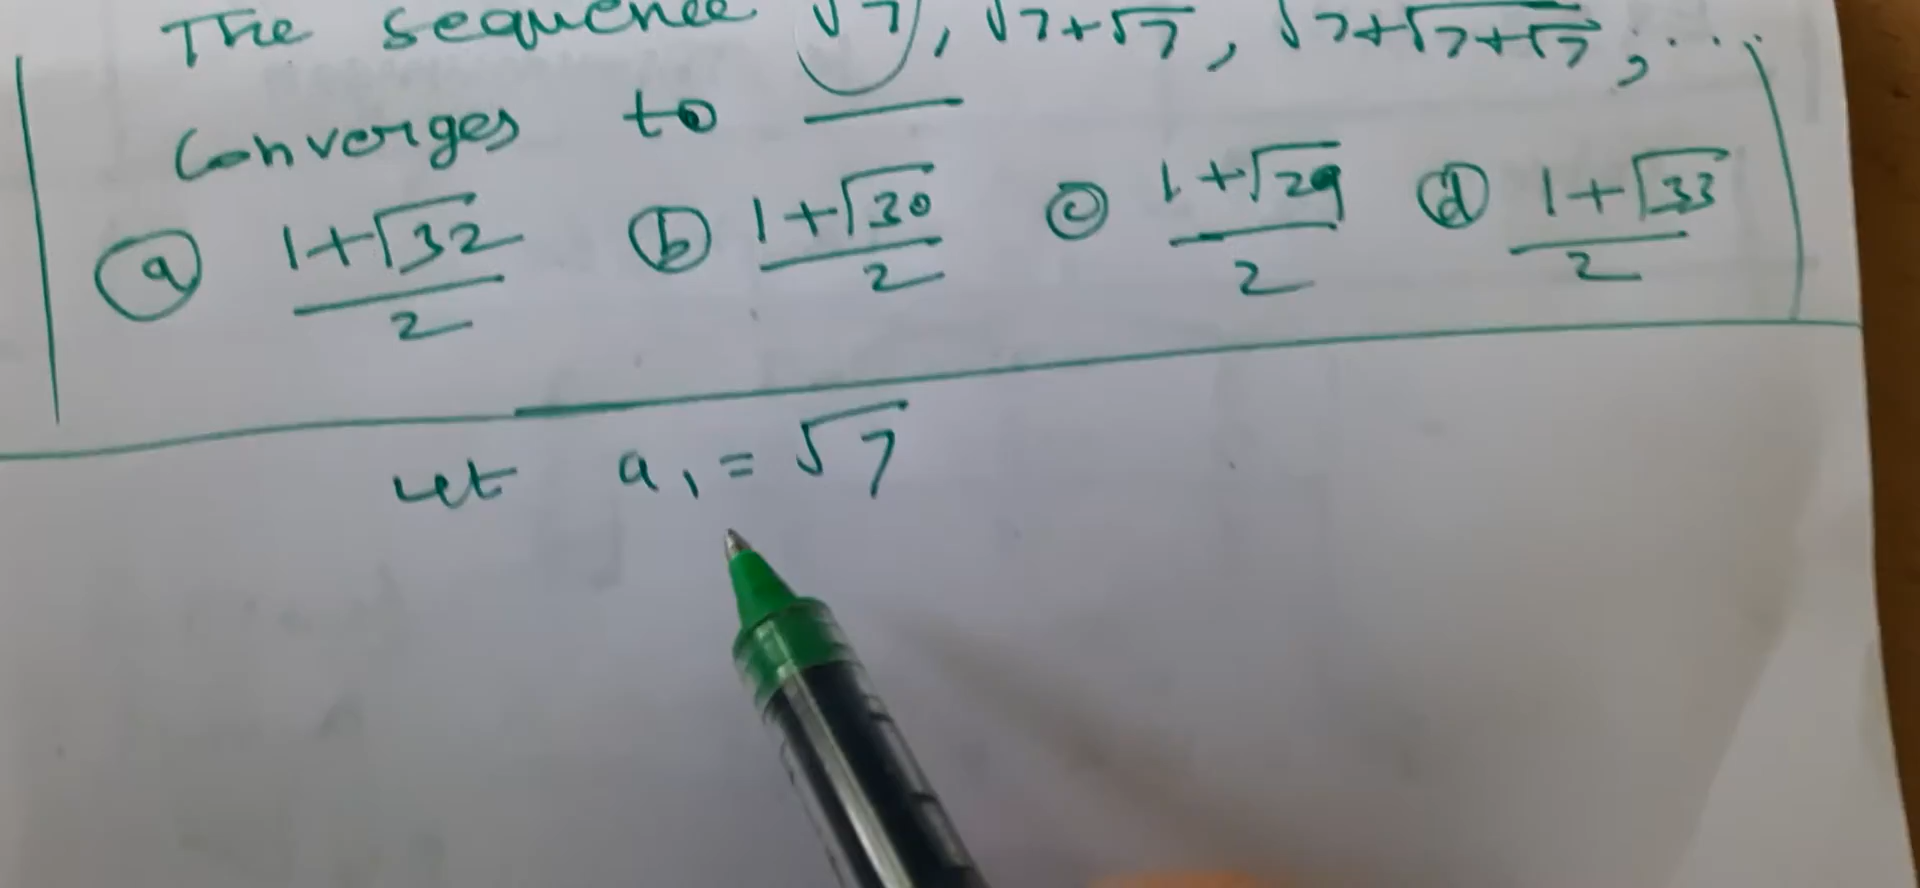 The sequence √7, √7+√7, √7+√7+√7, ...
Converges to ___
ⓐ 1+√32/2 ⓑ 1+√30/2 ⓒ 1+√29/2 ⓓ 1+√33/2
Let a₁ = √7